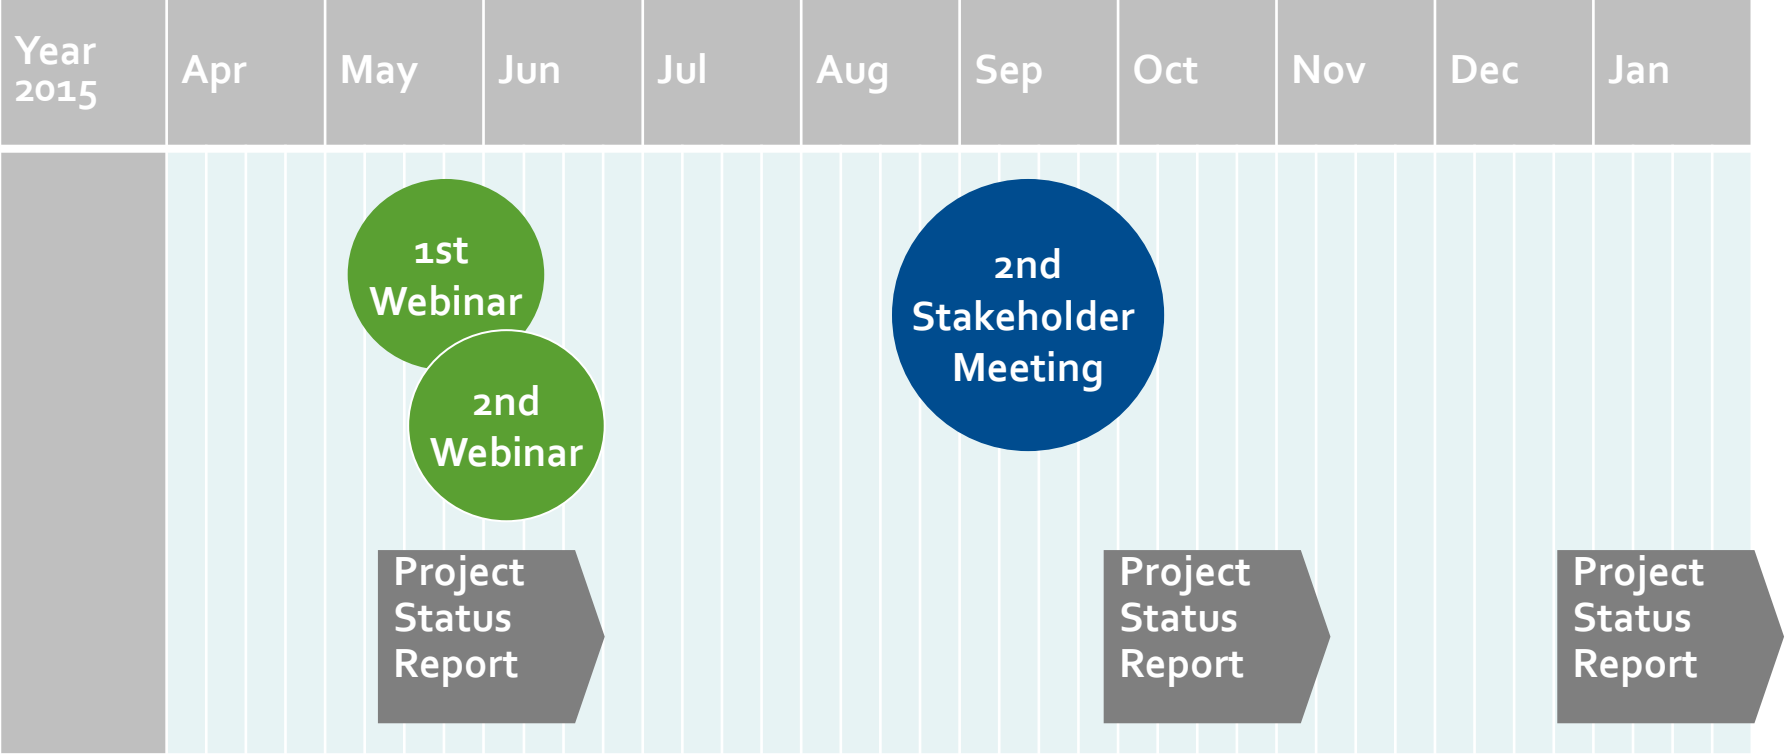 Year
2015
Apr
May
Jun
Jul
Aug
Sep
Oct
Nov
Dec
Jan
1st
Webinar
2nd
Webinar
2nd
Stakeholder
Meeting
Project
Status
Report
Project
Status
Report
Project
Status
Report